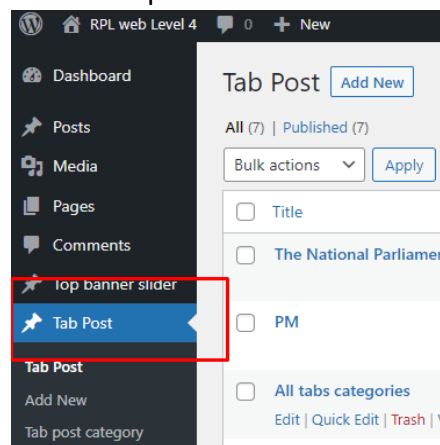 RPL web Level 4 0 New
Dashboard
Posts
Media
Pages
Comments
Top banner slider
Tab Post
Tab Post
Add New
Tab post category
Tab Post Add New
All (7) | Published (7)
Bulk actions Apply
Title
The National Parliamer
PM
All tabs categories
Edit | Quick Edit | Trash |